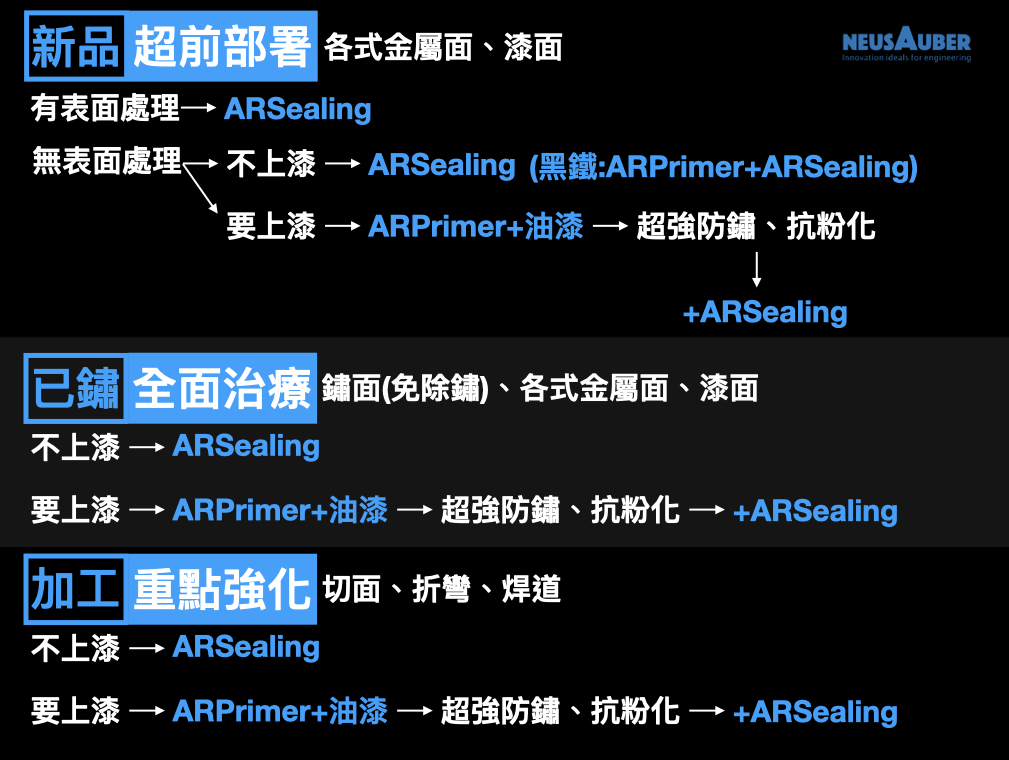 新品 超前部署 各式金屬面、漆面
NEUSAUBER
Innovation ideals for engineering
有表面處理→ARSealing
無表面處理→不上漆→ARSealing (黑鐵:ARPrimer+ARSealing)
要上漆→ARPrimer+油漆→超強防鏽、抗粉化
+ARSealing
已鏽 全面治療 鏽面(免除鏽)、各式金屬面、漆面
不上漆→ARSealing
要上漆→ARPrimer+油漆→超強防鏽、抗粉化→+ARSealing
加工 重點強化 切面、折彎、焊道
不上漆→ARSealing
要上漆→ARPrimer+油漆→超強防鏽、抗粉化→+ARSealing